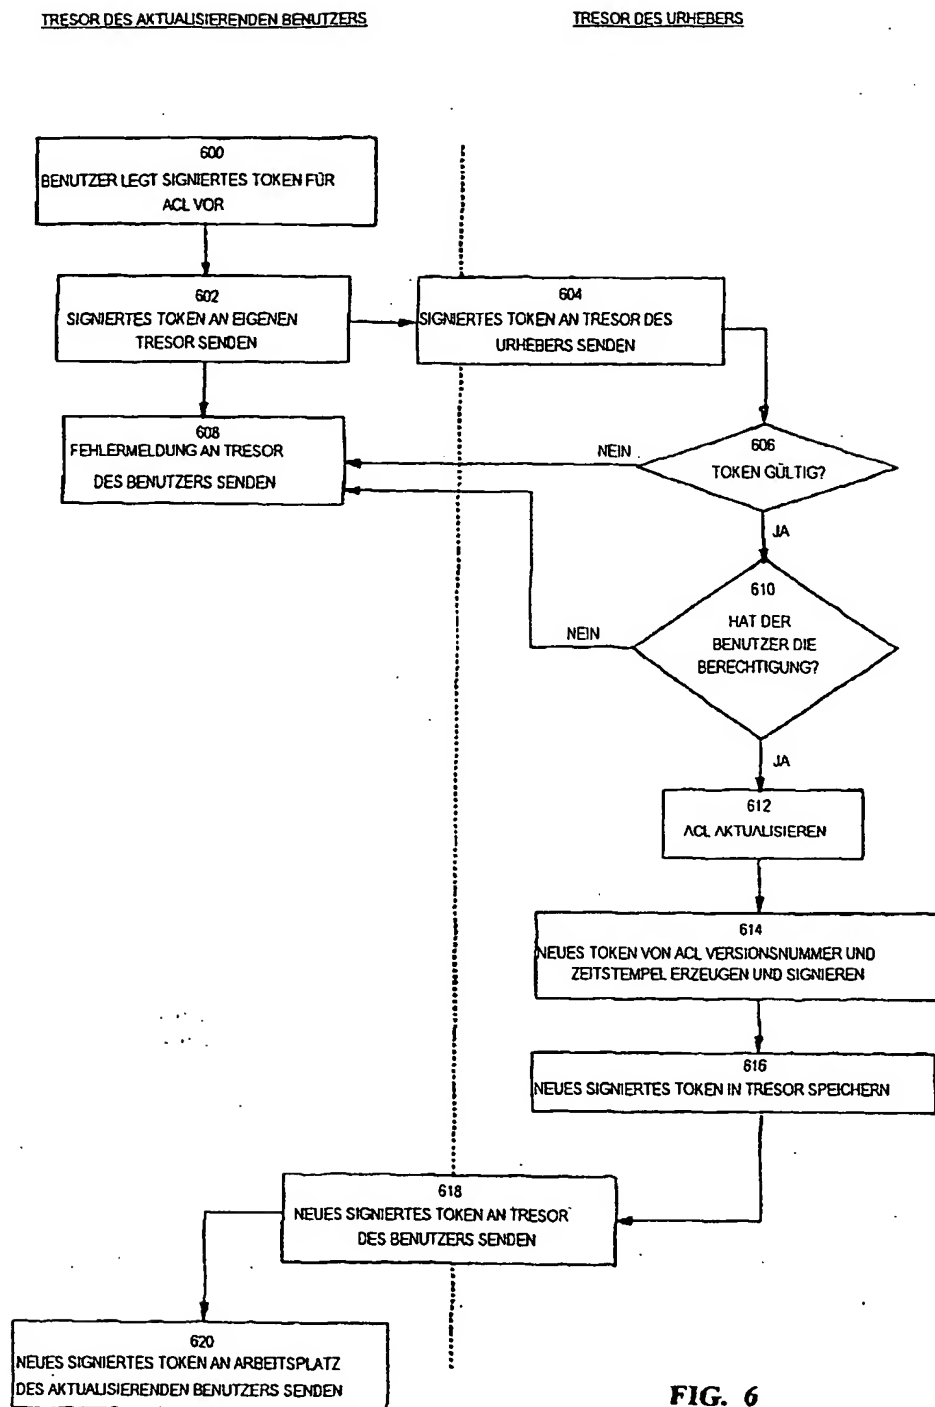 TRESOR DES AKTUALISIERENDEN BENUTZERS
TRESOR DES URHEBERS
600
BENUTZER LEGT SIGNIERTES TOKEN FÜR
ACL VOR
602
SIGNIERTES TOKEN AN EIGENEN
TRESOR SENDEN
604
SIGNIERTES TOKEN AN TRESOR DES
URHEBERS SENDEN
608
FEHLERMELDUNG AN TRESOR
DES BENUTZERS SENDEN
NEIN
606
TOKEN GÜLTIG?
JA
NEIN
610
HAT DER
BENUTZER DIE
BERECHTIGUNG?
JA
612
ACL AKTUALISIEREN
614
NEUES TOKEN VON ACL VERSIONSNUMMER UND
ZEITSTEMPEL ERZEUGEN UND SIGNIEREN
616
NEUES SIGNIERTES TOKEN IN TRESOR SPEICHERN
618
NEUES SIGNIERTES TOKEN AN TRESOR
DES BENUTZERS SENDEN
620
NEUES SIGNIERTES TOKEN AN ARBEITSPLATZ
DES AKTUALISIERENDEN BENUTZERS SENDEN
FIG. 6